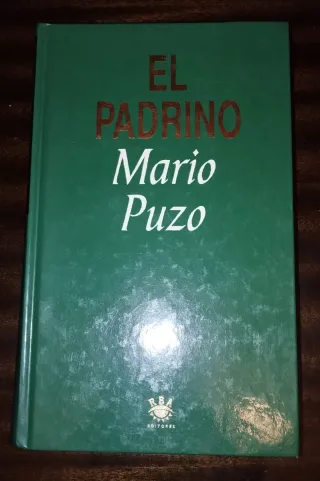 EL
PADRINO
Mario
Puzo
RBA
EDITORES